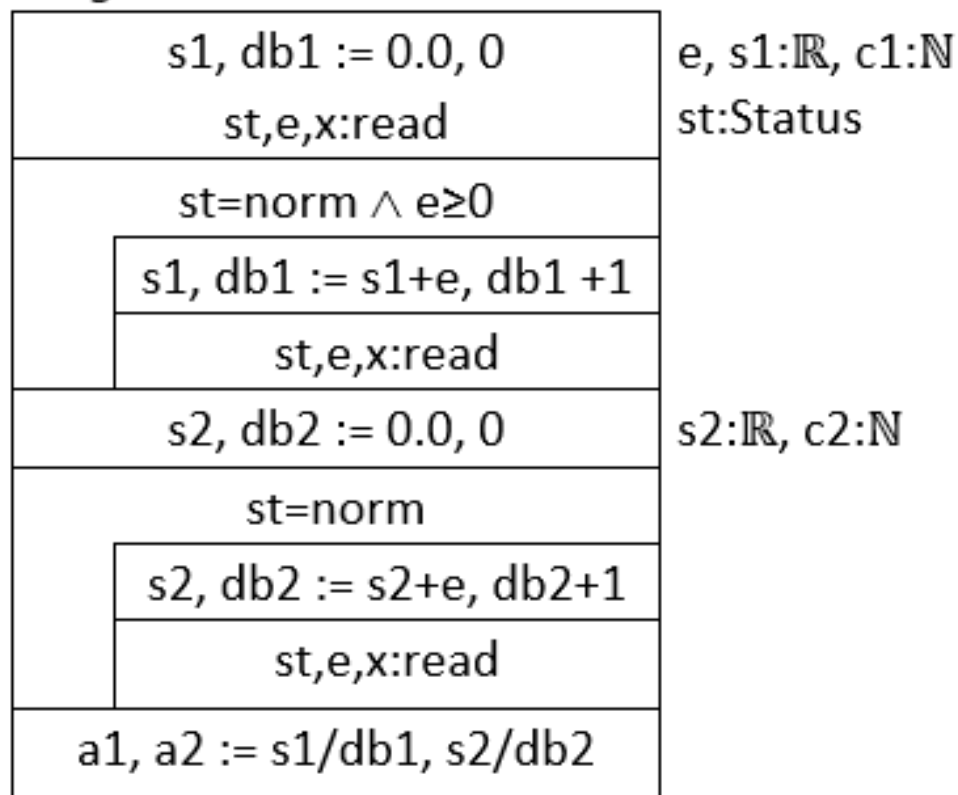 s1, db1 := 0.0, 0
e, s1:ℝ, c1:ℕ
st,e,x:read
st:Status
st=norm ∧ e≥0
s1, db1 := s1+e, db1 +1
st,e,x:read
s2, db2 := 0.0, 0
s2:ℝ, c2:ℕ
st=norm
s2, db2 := s2+e, db2+1
st,e,x:read
a1, a2 := s1/db1, s2/db2